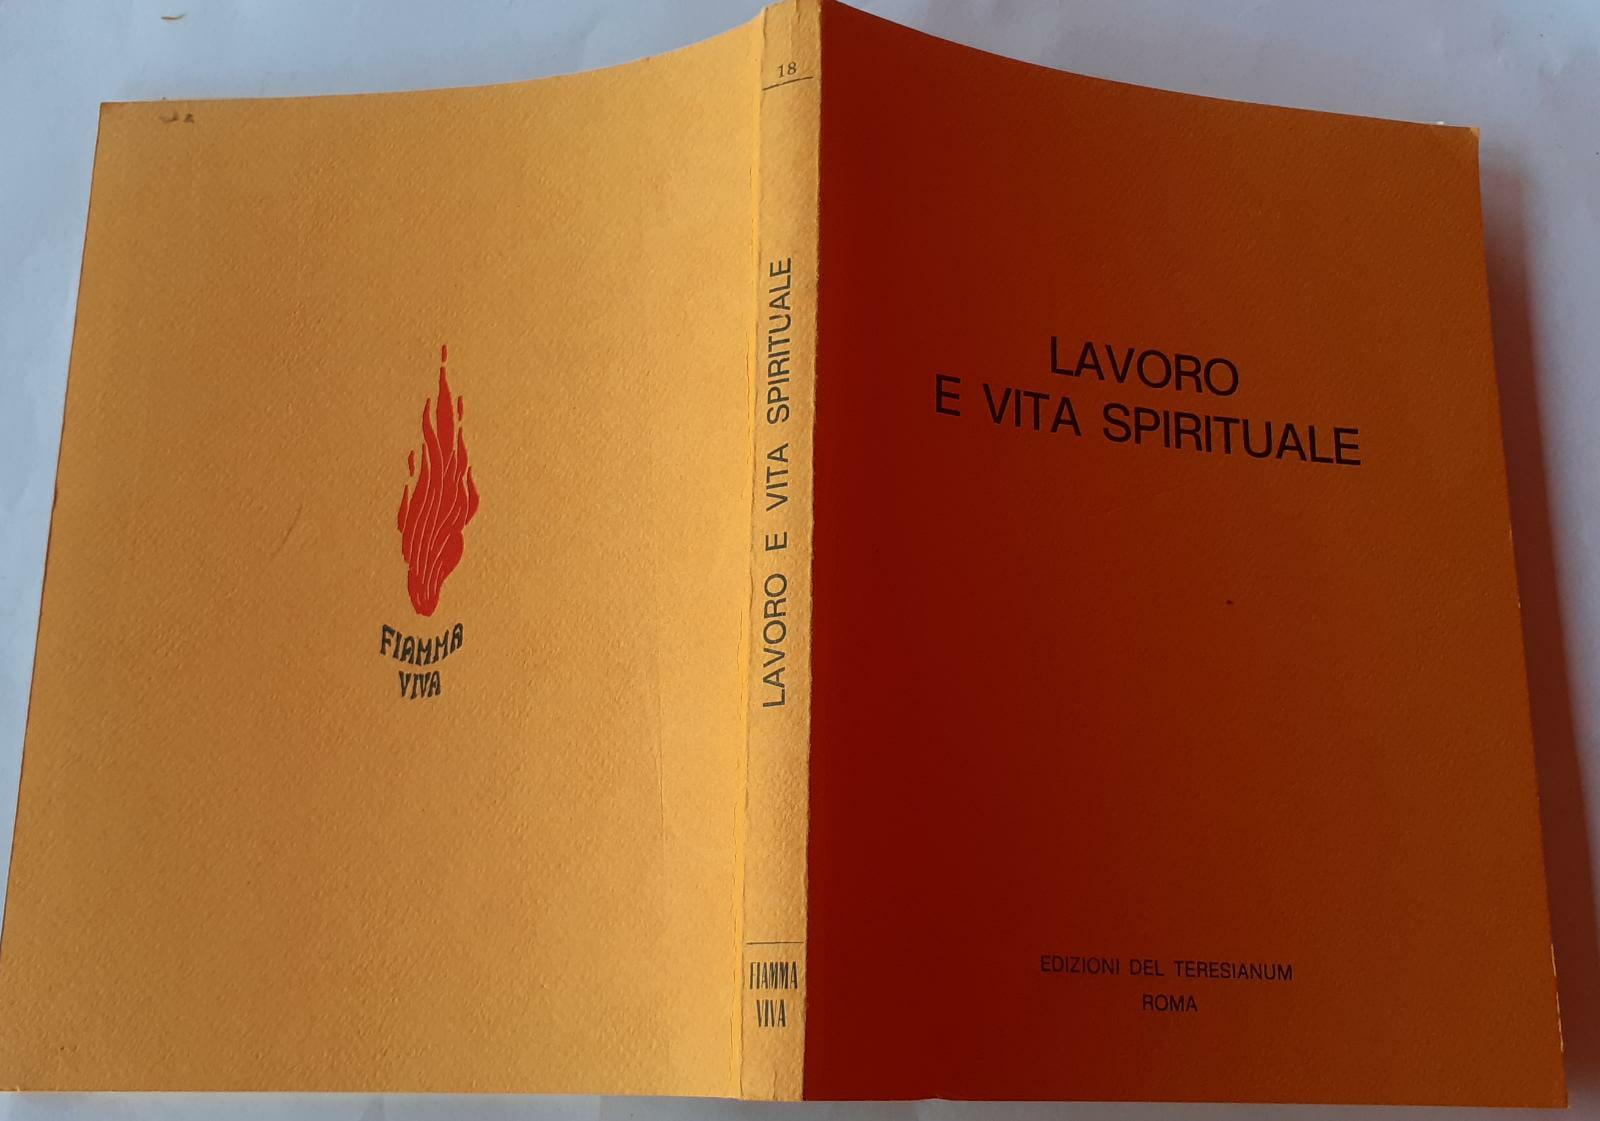 FIAMMA
VIVA
18
LAVORO E VITA SPIRITUALE
FIAMMA
VIVA
LAVORO
E VITA SPIRITUALE
EDIZIONI DEL TERESIANUM
ROMA